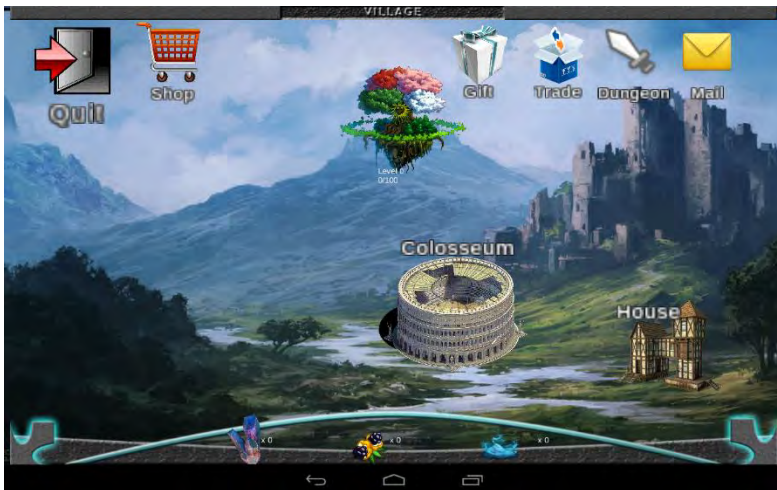 VILLAGE
Quit
Shop
Gift
Trade
Dungeon
Mail
Level 0
0/100
Colosseum
House
x 0
x 0
x 0